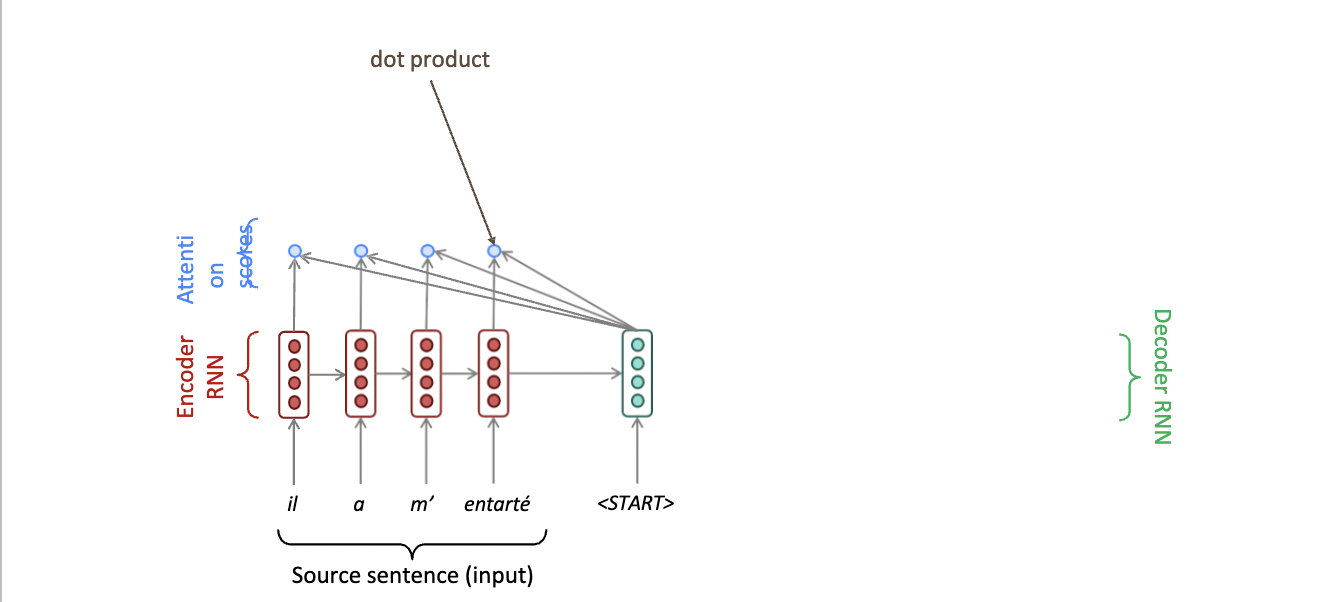 dot product
Attenti
on
scores
Encoder
RNN
Decoder RNN
il a m’ entarté <START>
Source sentence (input)